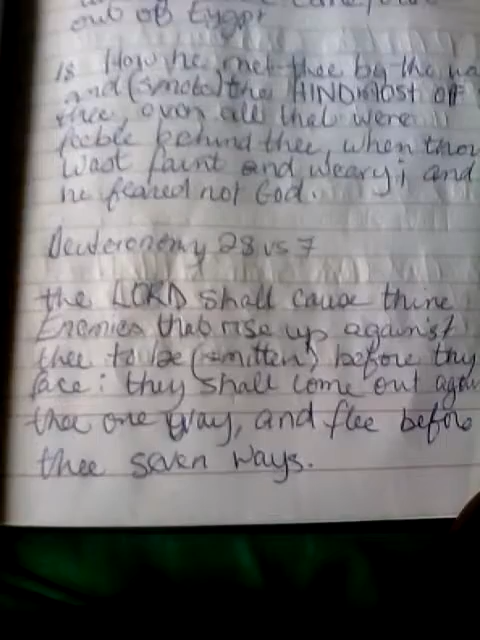 out of Eygpt
18 How he met thee by the wa
and (smote) the HINDMOST OF
thee, even all that were
feeble behind thee, when thou
wast faint and weary; and
he feared not God.
Deuteronomy 28 vs 7
the LORD shall cause thine
Enemies that rise up against
thee to be (smitten) before thy
face: they shall come out agai
thee one way, and flee before
thee seven ways.